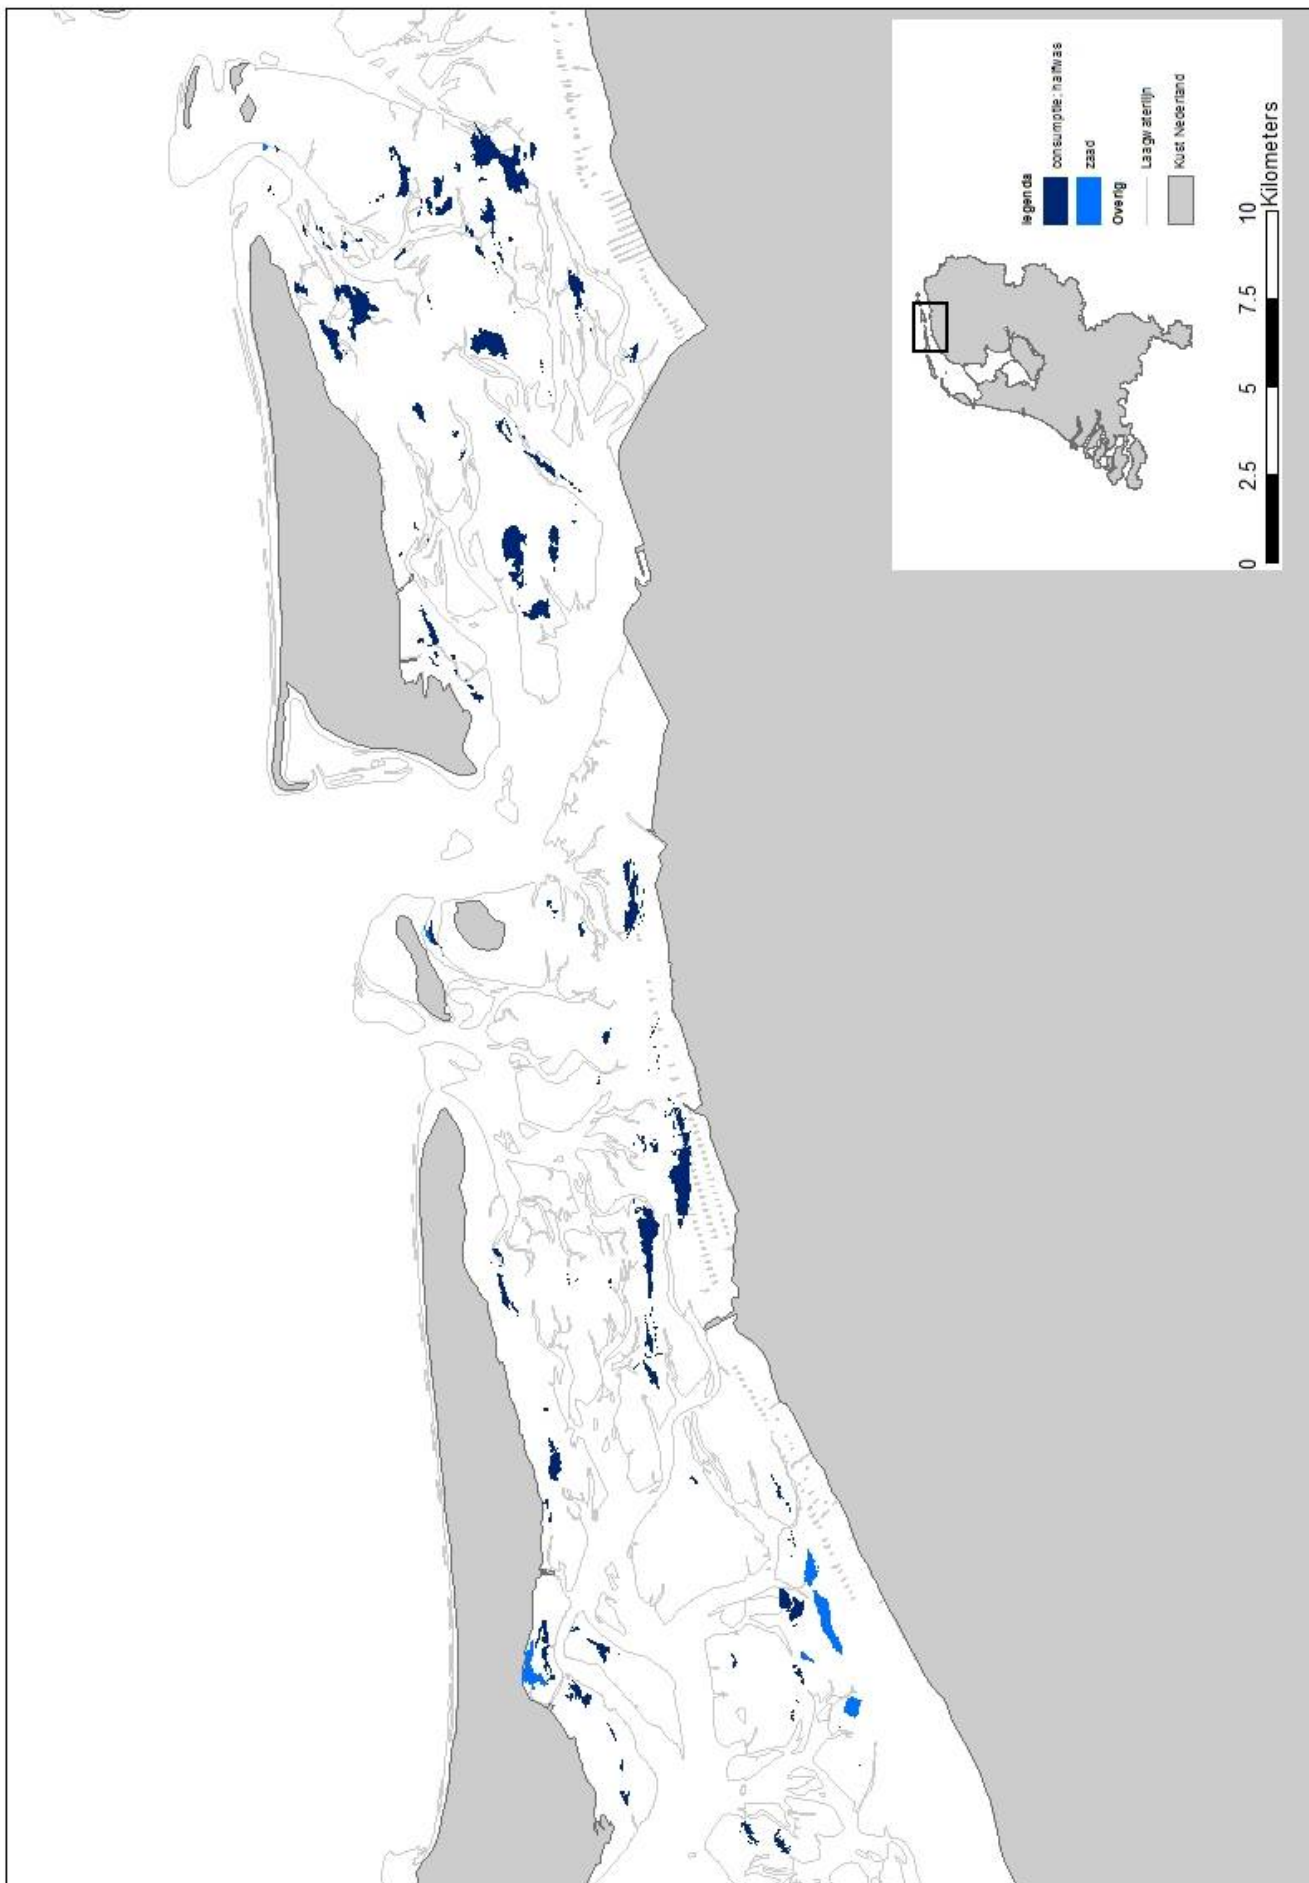 legenda
consumptie; halfwas
zaad
Overig
Laagwaterlijn
Kust Nederland
0 2.5 5 7.5 10
Kilometers